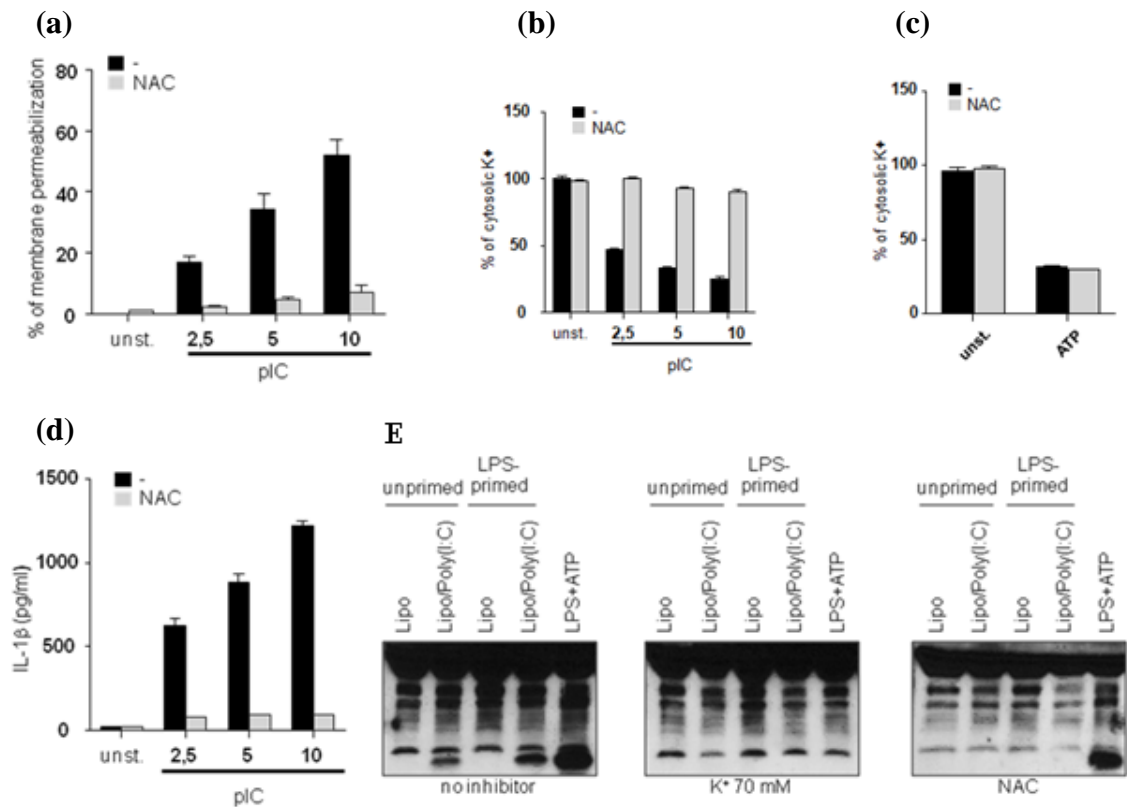 (a)
-
NAC
% of membrane permeabilization
80
60
40
20
0
unst.
2,5
5
10
pIC
(b)
-
NAC
% of cytosolic K+
150
100
50
0
unst.
2,5
5
10
pIC
(c)
-
NAC
% of cytosolic K+
150
100
50
0
unst.
ATP
(d)
-
NAC
IL-1β (pg/ml)
1500
1000
500
0
unst.
2,5
5
10
pIC
E
unprimed
LPS-
primed
Lipo
Lipo/Poly(I:C)
Lipo
Lipo/Poly(I:C)
LPS+ATP
no inhibitor
unprimed
LPS-
primed
Lipo
Lipo/Poly(I:C)
Lipo
Lipo/Poly(I:C)
LPS+ATP
K+ 70 mM
unprimed
LPS-
primed
Lipo
Lipo/Poly(I:C)
Lipo
Lipo/Poly(I:C)
LPS+ATP
NAC